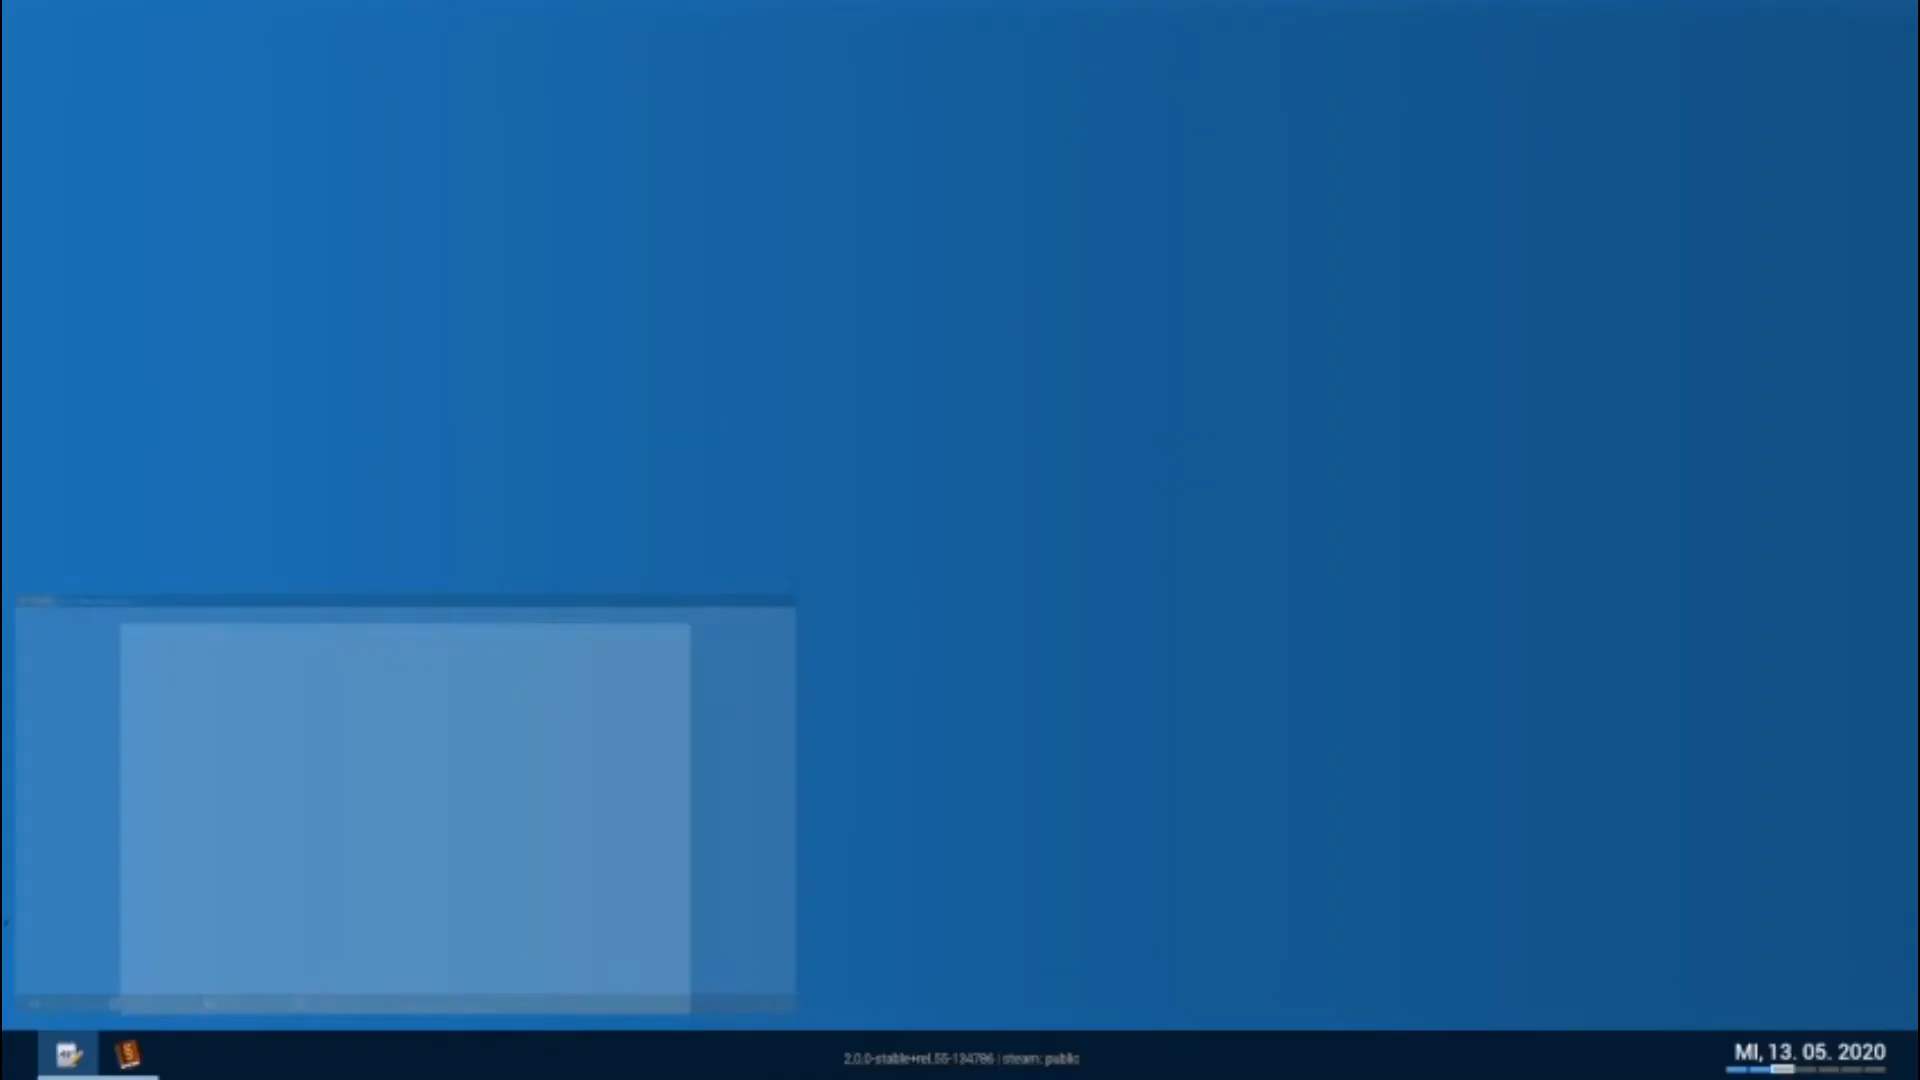 2.0.0-stable+rel.55-134786 | steam: public
MI, 13. 05. 2020